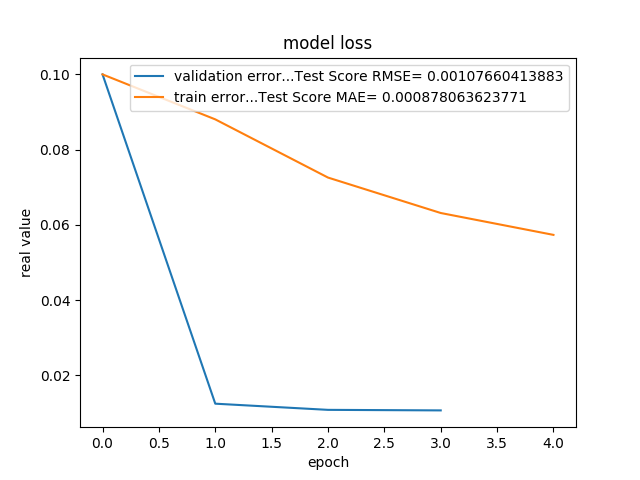 model loss
validation error...Test Score RMSE= 0.00107660413883
train error...Test Score MAE= 0.000878063623771
0.10
0.08
0.06
0.04
0.02
real value
0.0 0.5 1.0 1.5 2.0 2.5 3.0 3.5 4.0
epoch